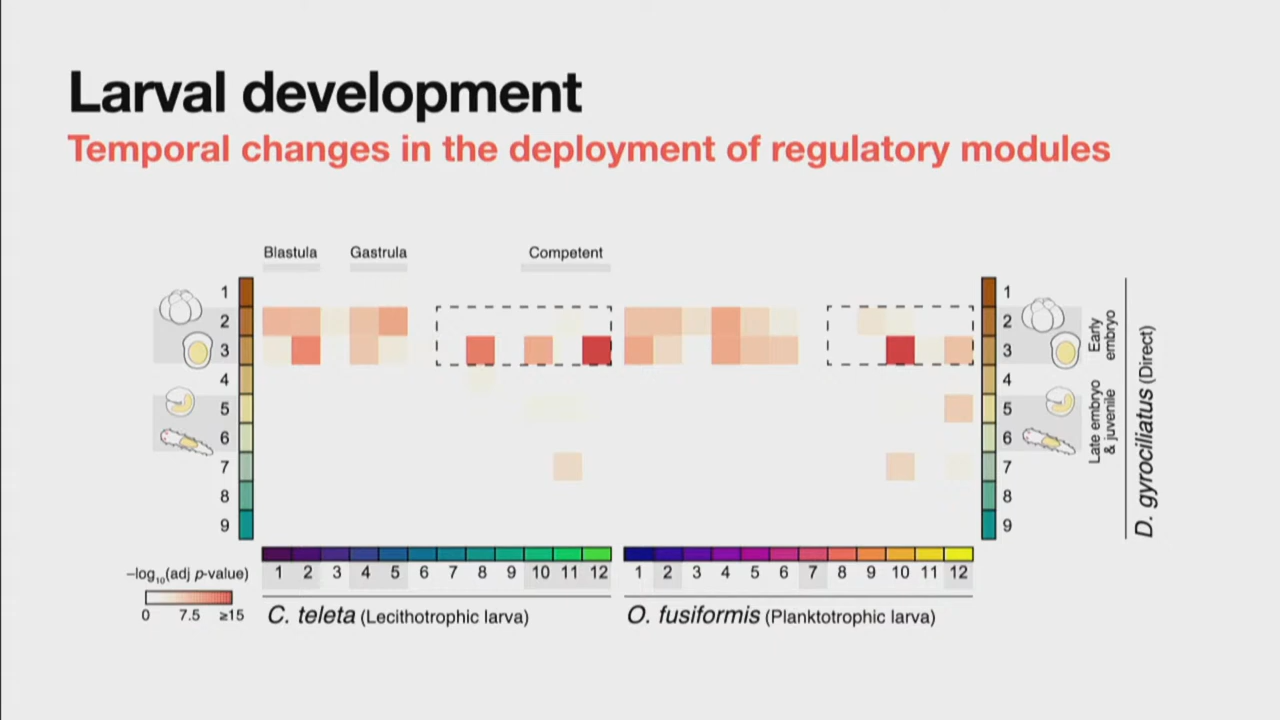 Larval development
Temporal changes in the deployment of regulatory modules
Blastula Gastrula Competent
1 1
2 2
3 3
4 4
5 5
6 6
7 7
8 8
9 9
Early
embryo
Late embryo
& juvenile
D. gyrociliatus (Direct)
1 2 3 4 5 6 7 8 9 10 11 12 1 2 3 4 5 6 7 8 9 10 11 12
−log₁₀(adj p-value)
0 7.5 ≥15
C. teleta (Lecithotrophic larva) O. fusiformis (Planktotrophic larva)